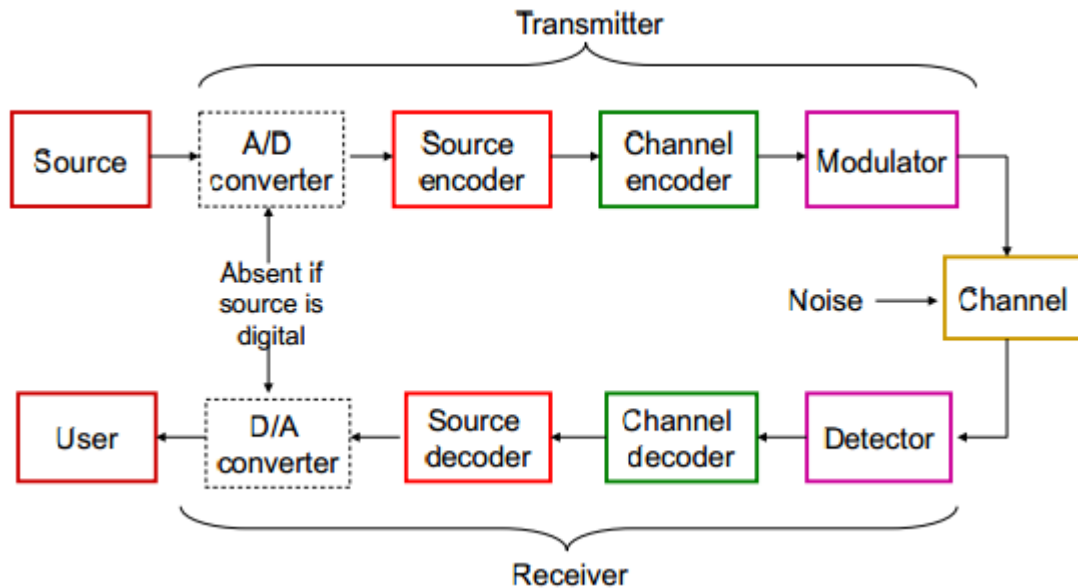 Transmitter
Source
A/D
converter
Source
encoder
Channel
encoder
Modulator
Absent if
source is
digital
Noise
Channel
User
D/A
converter
Source
decoder
Channel
decoder
Detector
Receiver